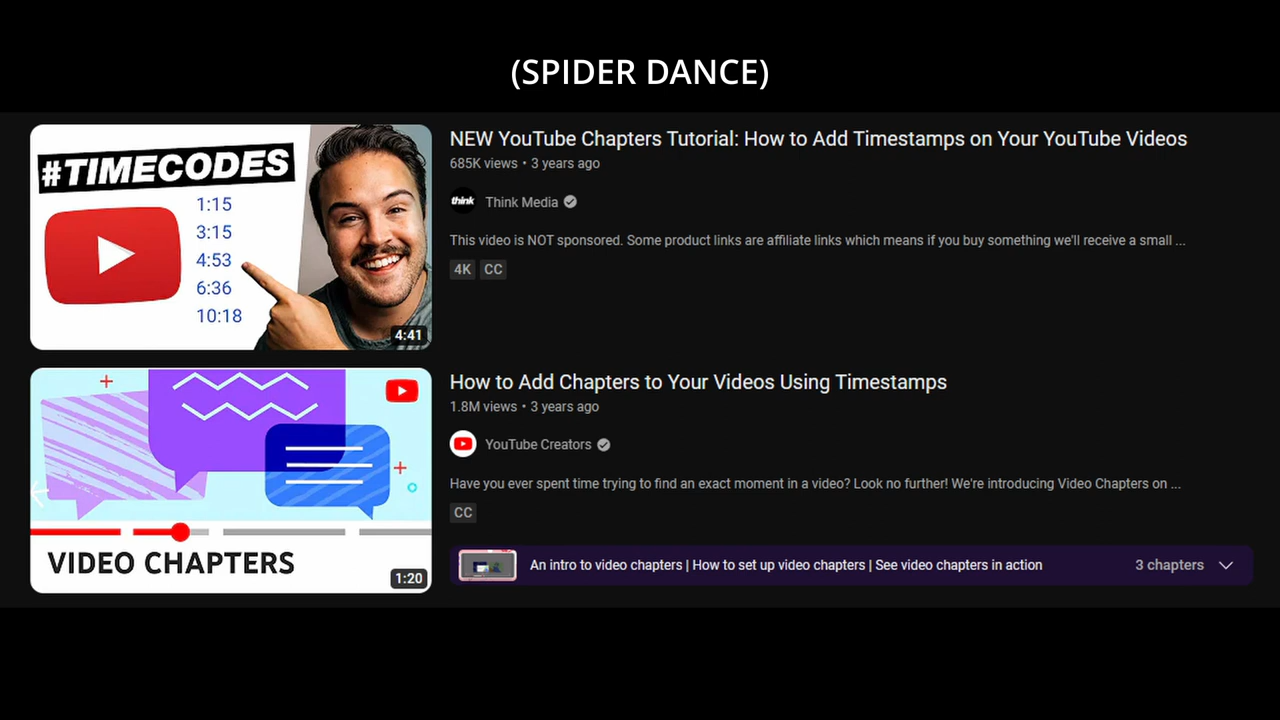 (SPIDER DANCE)
#TIMECODES
1:15
3:15
4:53
6:36
10:18
4:41
NEW YouTube Chapters Tutorial: How to Add Timestamps on Your YouTube Videos
685K views • 3 years ago
think Think Media
This video is NOT sponsored. Some product links are affiliate links which means if you buy something we'll receive a small ...
4K CC
VIDEO CHAPTERS
1:20
How to Add Chapters to Your Videos Using Timestamps
1.8M views • 3 years ago
YouTube Creators
Have you ever spent time trying to find an exact moment in a video? Look no further! We're introducing Video Chapters on ...
CC
An intro to video chapters | How to set up video chapters | See video chapters in action 3 chapters